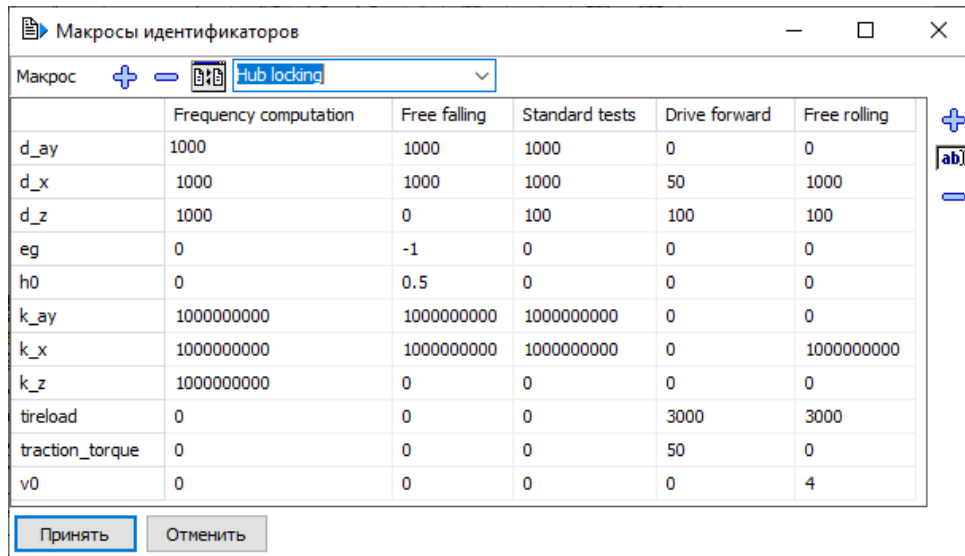 Макросы идентификаторов
Макрос Hub locking
Frequency computation Free falling Standard tests Drive forward Free rolling
d_ay 1000 1000 1000 0 0
d_x 1000 1000 1000 50 1000
d_z 1000 0 100 100 100
eg 0 -1 0 0 0
h0 0 0.5 0 0 0
k_ay 1000000000 1000000000 1000000000 0 0
k_x 1000000000 1000000000 1000000000 0 1000000000
k_z 1000000000 0 0 0 0
tireload 0 0 0 3000 3000
traction_torque 0 0 0 50 0
v0 0 0 0 0 4
ab
Принять Отменить